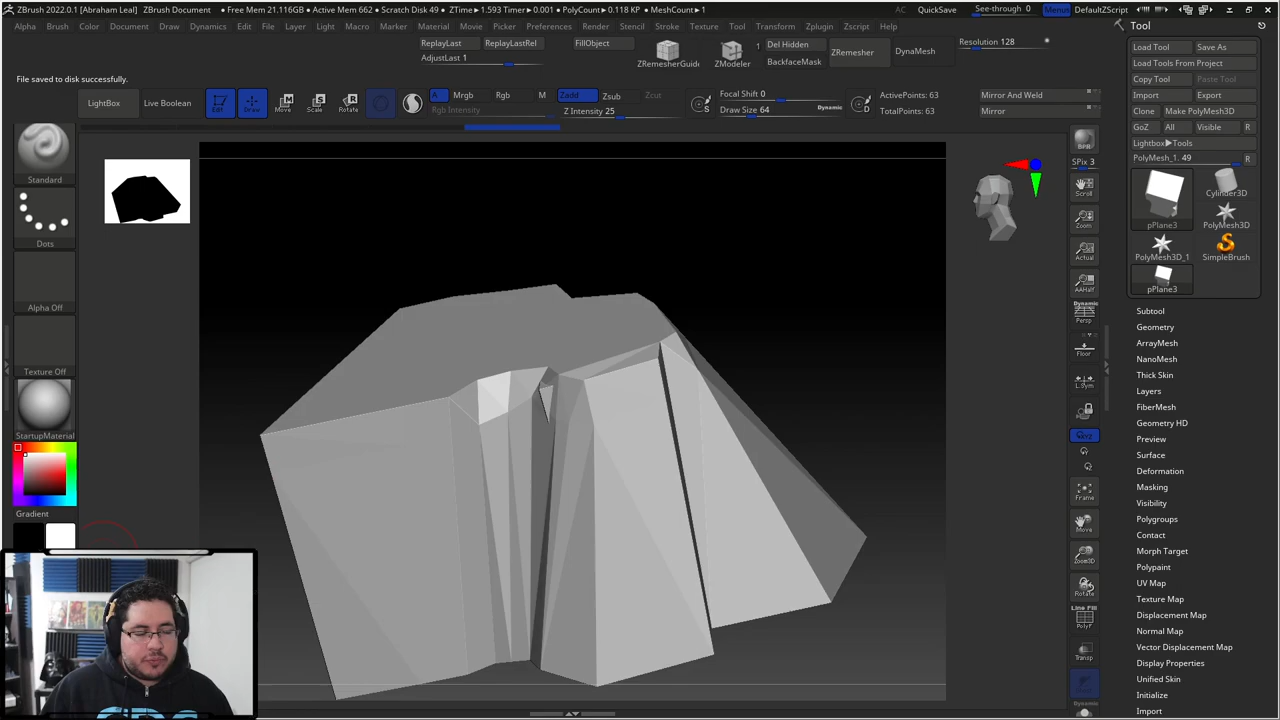 ZBrush 2022.0.1 [Abraham Leal]   ZBrush Document   • Free Mem 21,116GB • Active Mem 662 • Scratch Disk 49 • ZTime▶1.593 Timer▶0.001 • PolyCount▶0.118 KP • MeshCount▶1
AC QuickSave See-through 0 Menus DefaultZScript
Alpha Brush Color Document Draw Dynamics Edit File Layer Light Macro Marker Material Movie Picker Preferences Render Stencil Stroke Texture Tool Transform Zplugin Zscript Help
Tool
ReplayLast ReplayLastRel FillObject
AdjustLast 1
ZRemesherGuide ZModeler 1 Del Hidden BackfaceMask ZRemesher DynaMesh Resolution 128
File saved to disk successfully.
LightBox Live Boolean Edit Draw Move Scale Rotate
A Mrgb Rgb M Zadd Zsub Zcut
Rgb Intensity Z Intensity 25
Focal Shift 0
Draw Size 64 Dynamic
S D
ActivePoints: 63
TotalPoints: 63
Mirror And Weld
Mirror
Load Tool Save As
Load Tools From Project
Copy Tool Paste Tool
Import Export
Clone Make PolyMesh3D
GoZ All Visible R
Lightbox▶Tools
PolyMesh_1. 49 R
pPlane3 Cylinder3D
PolyMesh3D
PolyMesh3D_1 SimpleBrush
pPlane3
Standard
Dots
Alpha Off
Texture Off
StartupMaterial
Gradient
BPR
SPix 3
Scroll
Zoom
Actual
AAHalf
Dynamic
Persp
Floor
L.Sym
Frame
Move
Zoom3D
Rotate
Line Fill
PolyF
Transp
Dynamic
Subtool
Geometry
ArrayMesh
NanoMesh
Thick Skin
Layers
FiberMesh
Geometry HD
Preview
Surface
Deformation
Masking
Visibility
Polygroups
Contact
Morph Target
Polypaint
UV Map
Texture Map
Displacement Map
Normal Map
Vector Displacement Map
Display Properties
Unified Skin
Initialize
Import